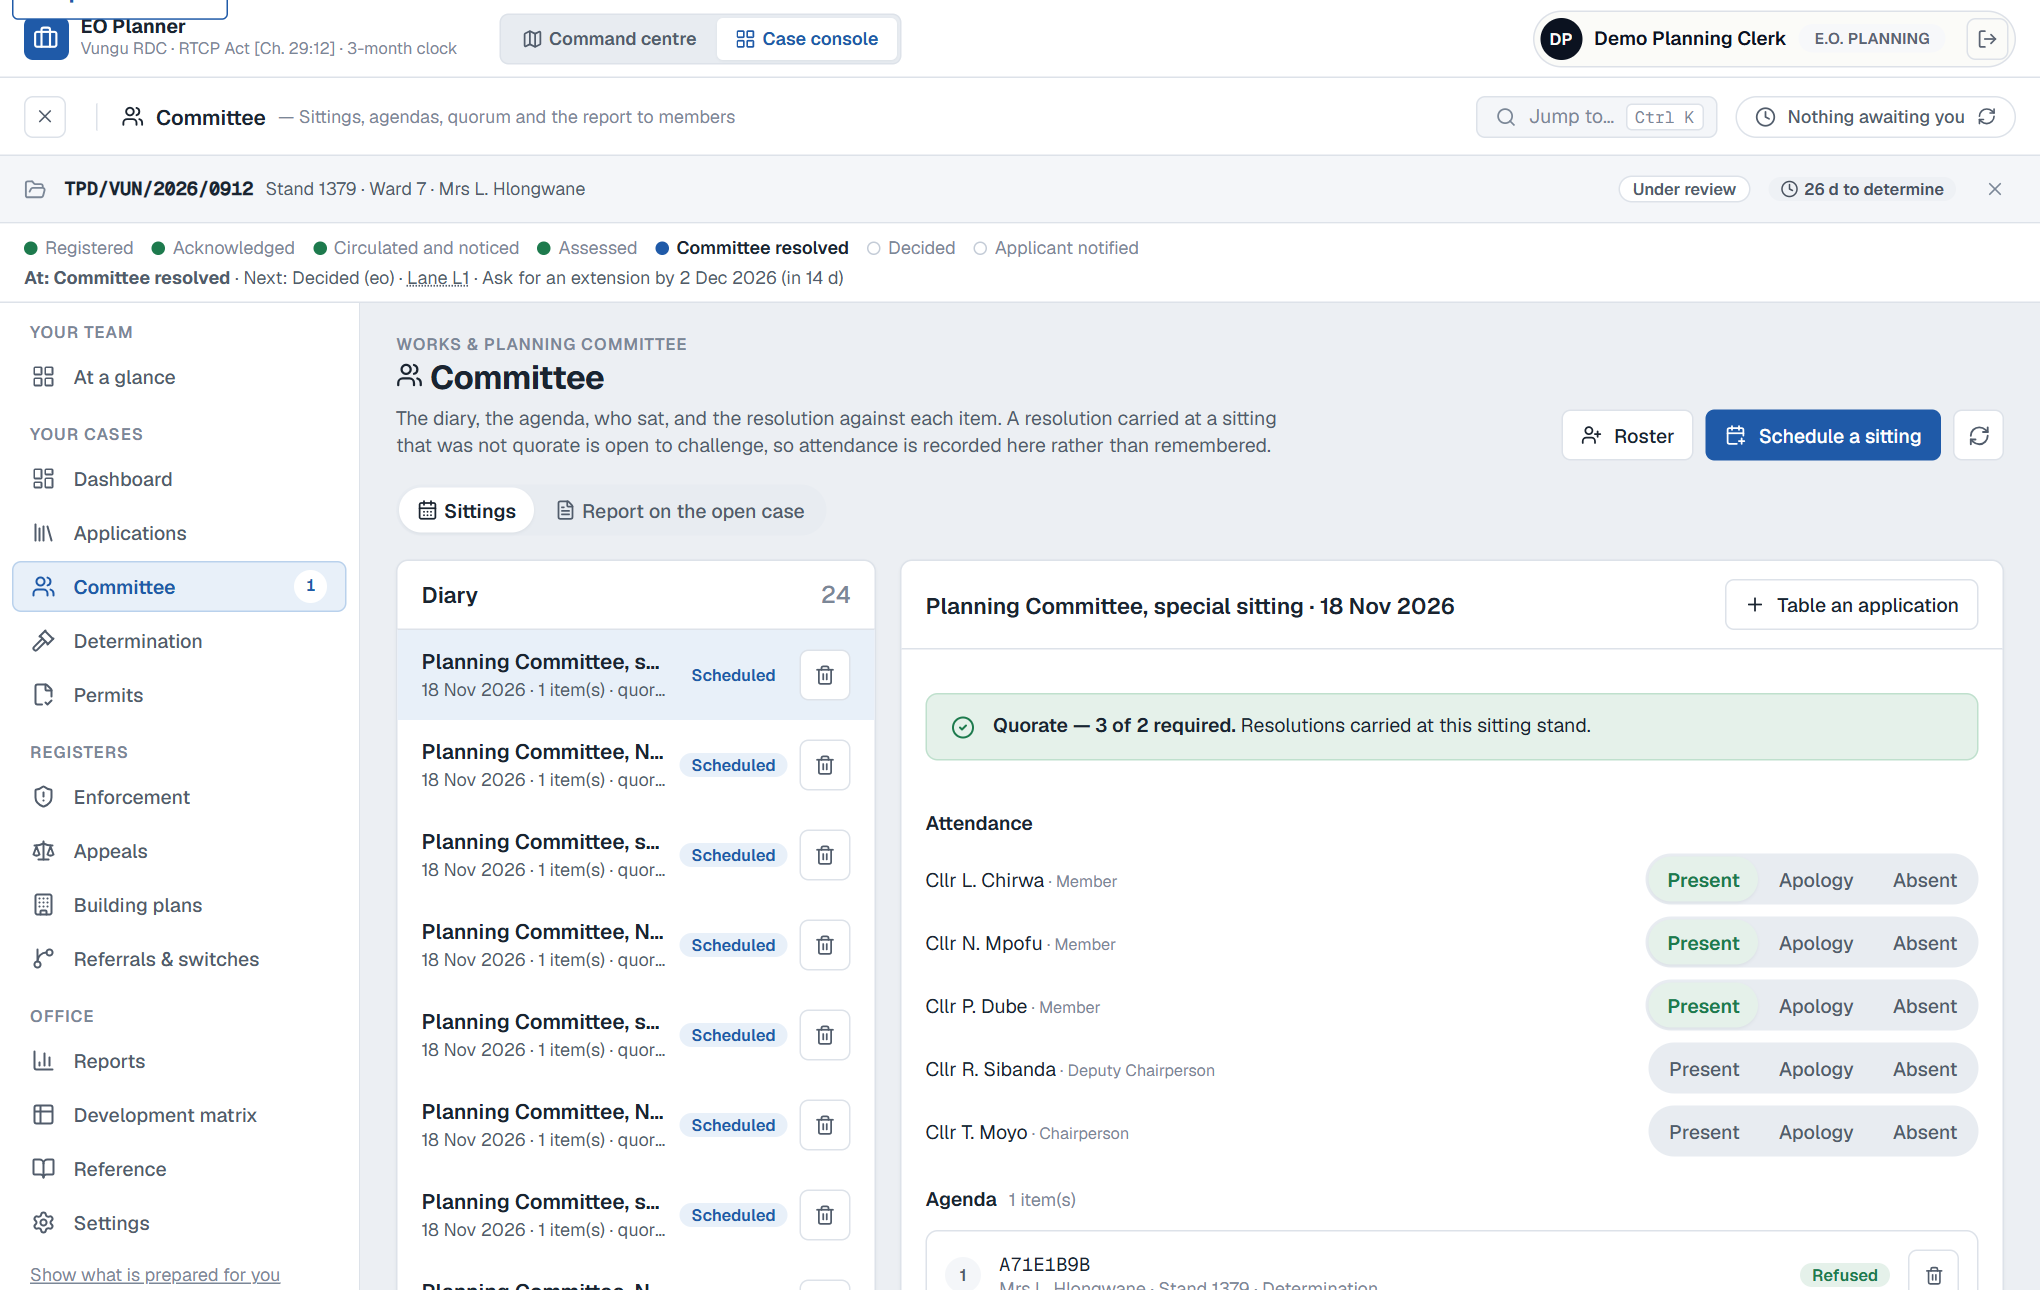 EO Planner
Vungu RDC · RTCP Act [Ch. 29:12] · 3-month clock
Command centre
Case console
DP
Demo Planning Clerk
E.O. PLANNING
Committee
— Sittings, agendas, quorum and the report to members
Jump to...
Ctrl K
Nothing awaiting you
TPD/VUN/2026/0912
Stand 1379 · Ward 7 · Mrs L. Hlongwane
Under review
26 d to determine
Registered
Acknowledged
Circulated and noticed
Assessed
Committee resolved
Decided
Applicant notified
At: Committee resolved · Next: Decided (eo) · Lane L1 · Ask for an extension by 2 Dec 2026 (in 14 d)
YOUR TEAM
At a glance
YOUR CASES
Dashboard
Applications
Committee
1
Determination
Permits
REGISTERS
Enforcement
Appeals
Building plans
Referrals & switches
OFFICE
Reports
Development matrix
Reference
Settings
Show what is prepared for you
WORKS & PLANNING COMMITTEE
Committee
The diary, the agenda, who sat, and the resolution against each item. A resolution carried at a sitting
that was not quorate is open to challenge, so attendance is recorded here rather than remembered.
Roster
Schedule a sitting
Sittings
Report on the open case
Diary
24
Planning Committee, s...
Scheduled
18 Nov 2026 · 1 item(s) · quor...
Planning Committee, N...
Scheduled
18 Nov 2026 · 1 item(s) · quor...
Planning Committee, s...
Scheduled
18 Nov 2026 · 1 item(s) · quor...
Planning Committee, N...
Scheduled
18 Nov 2026 · 1 item(s) · quor...
Planning Committee, s...
Scheduled
18 Nov 2026 · 1 item(s) · quor...
Planning Committee, N...
Scheduled
18 Nov 2026 · 1 item(s) · quor...
Planning Committee, s...
Scheduled
18 Nov 2026 · 1 item(s) · quor...
Planning Committee, special sitting · 18 Nov 2026
Table an application
Quorate — 3 of 2 required. Resolutions carried at this sitting stand.
Attendance
Cllr L. Chirwa · Member
Present
Apology
Absent
Cllr N. Mpofu · Member
Present
Apology
Absent
Cllr P. Dube · Member
Present
Apology
Absent
Cllr R. Sibanda · Deputy Chairperson
Present
Apology
Absent
Cllr T. Moyo · Chairperson
Present
Apology
Absent
Agenda 1 item(s)
1
A71E1B9B
Mrs L. Hlongwane · Stand 1379 · Determination
Refused